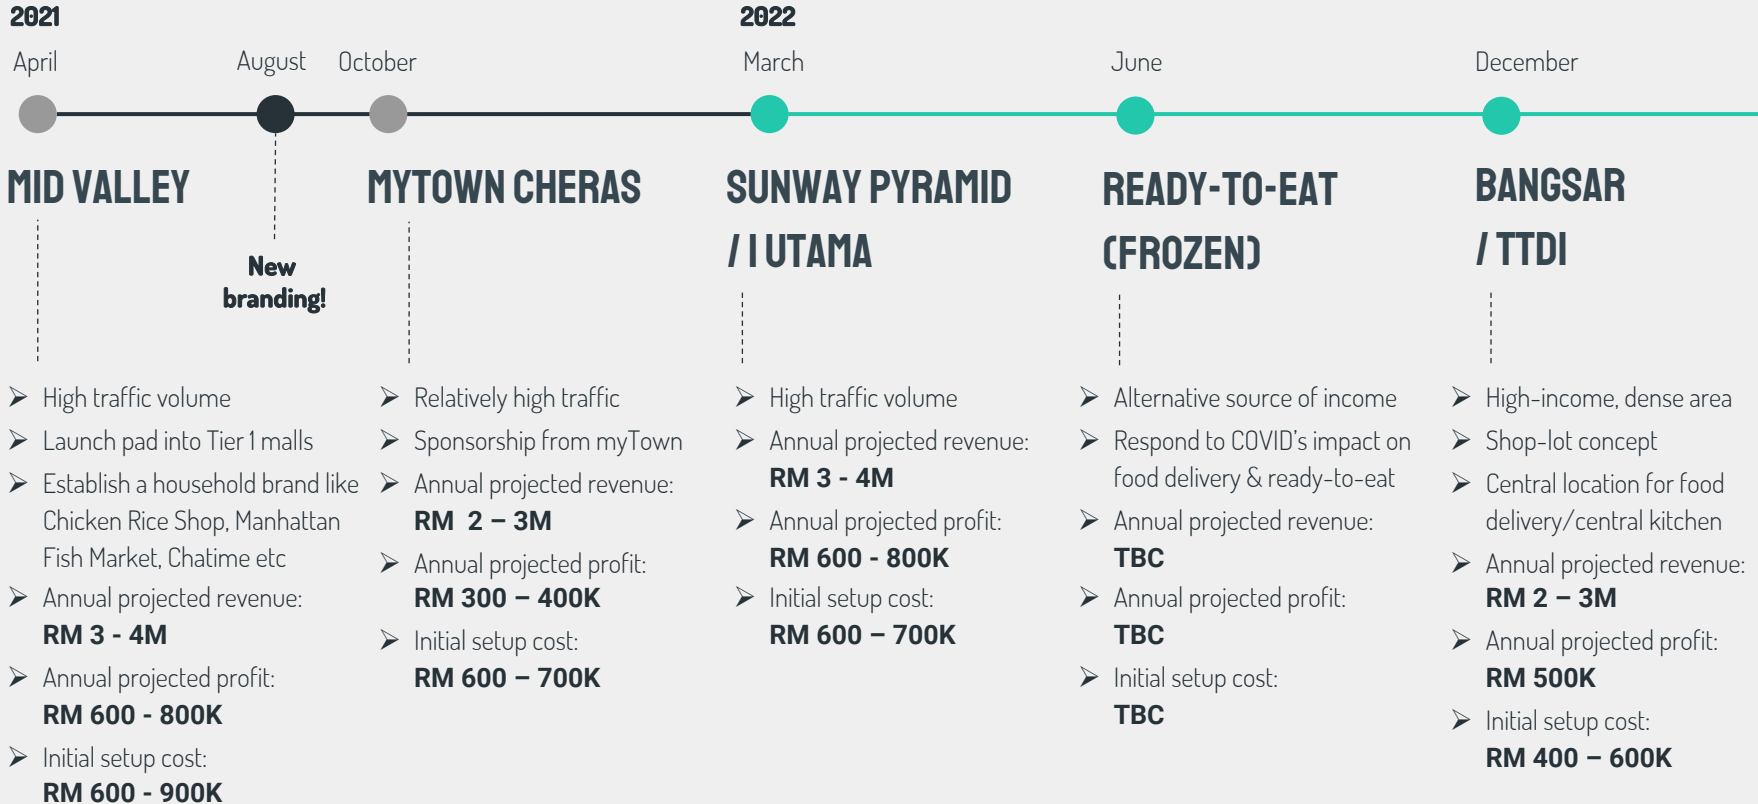 2021
2022
April
August
October
March
June
December
MID VALLEY
New
branding!
➢ High traffic volume
➢ Launch pad into Tier 1 malls
➢ Establish a household brand like
Chicken Rice Shop, Manhattan
Fish Market, Chatime etc
➢ Annual projected revenue:
RM 3 - 4M
➢ Annual projected profit:
RM 600 - 800K
➢ Initial setup cost:
RM 600 - 900K
MYTOWN CHERAS
➢ Relatively high traffic
➢ Sponsorship from myTown
➢ Annual projected revenue:
RM  2 – 3M
➢ Annual projected profit:
RM 300 – 400K
➢ Initial setup cost:
RM 600 – 700K
SUNWAY PYRAMID
/ 1 UTAMA
➢ High traffic volume
➢ Annual projected revenue:
RM 3 - 4M
➢ Annual projected profit:
RM 600 - 800K
➢ Initial setup cost:
RM 600 – 700K
READY-TO-EAT
(FROZEN)
➢ Alternative source of income
➢ Respond to COVID's impact on
food delivery & ready-to-eat
➢ Annual projected revenue:
TBC
➢ Annual projected profit:
TBC
➢ Initial setup cost:
TBC
BANGSAR
/ TTDI
➢ High-income, dense area
➢ Shop-lot concept
➢ Central location for food
delivery/central kitchen
➢ Annual projected revenue:
RM 2 – 3M
➢ Annual projected profit:
RM 500K
➢ Initial setup cost:
RM 400 – 600K